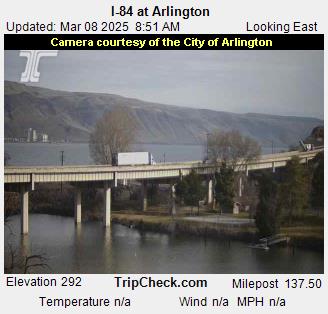 I-84 at Arlington
Updated: Mar 08 2025 8:51 AM Looking East
Camera courtesy of the City of Arlington
Elevation 292 TripCheck.com Milepost 137.50
Temperature n/a Wind n/a MPH n/a